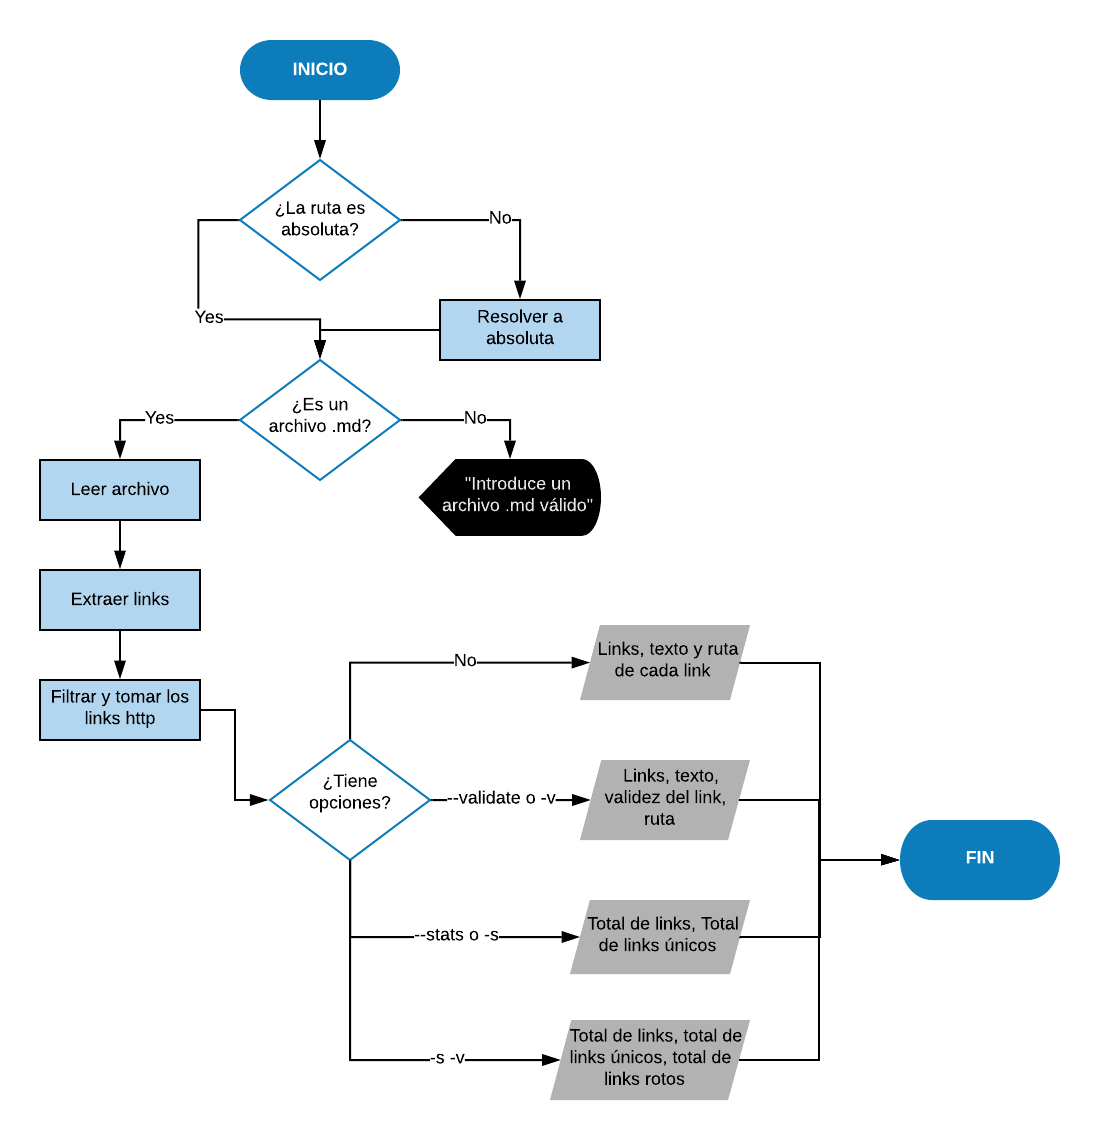 INICIO
¿La ruta es
absoluta?
No
Yes
Resolver a
absoluta
¿Es un
archivo .md?
Yes
No
Leer archivo
"Introduce un
archivo .md válido"
Extraer links
Filtrar y tomar los
links http
¿Tiene
opciones?
No
Links, texto y ruta
de cada link
--validate o -v
Links, texto,
validez del link,
ruta
--stats o -s
Total de links, Total
de links únicos
-s -v
Total de links, total de
links únicos, total de
links rotos
FIN